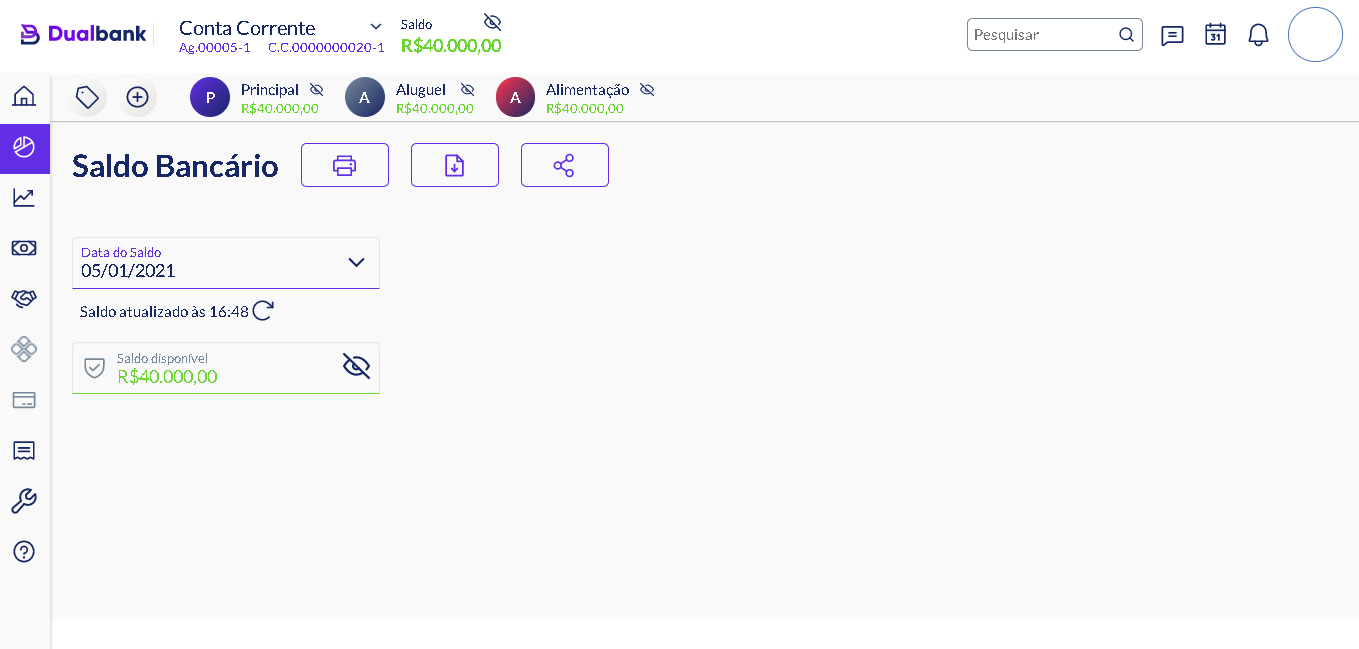 Dualbank
Conta Corrente
Ag.00005-1 C.C.0000000020-1
Saldo
R$40.000,00
Pesquisar
31
P
Principal
R$40.000,00
A
Aluguel
R$40.000,00
A
Alimentação
R$40.000,00
Saldo Bancário
Data do Saldo
05/01/2021
Saldo atualizado às 16:48
Saldo disponível
R$40.000,00